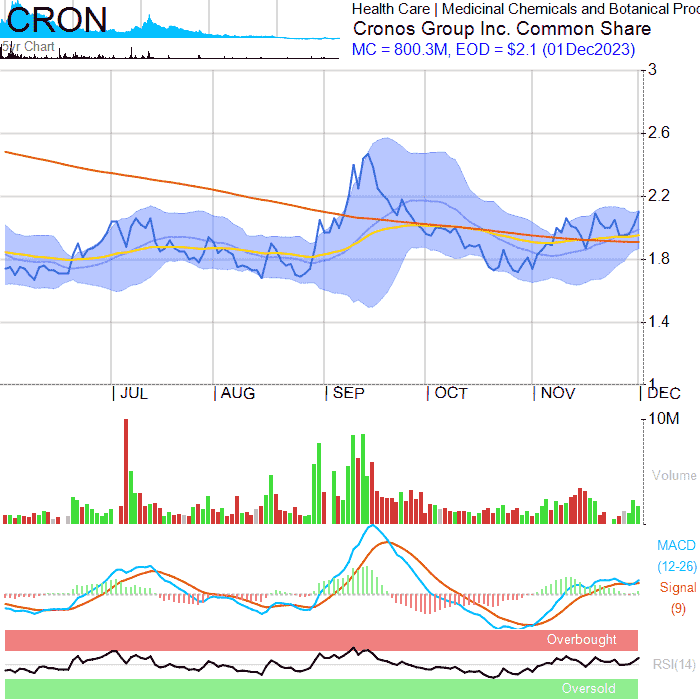 CRON
5yr Chart
Health Care | Medicinal Chemicals and Botanical Proc
Cronos Group Inc. Common Share
MC = 800.3M, EOD = $2.1 (01Dec2023)
3
2.6
2.2
1.8
1.4
1
JUL AUG SEP OCT NOV DEC
10M
Volume
MACD
(12-26)
Signal
(9)
Overbought
RSI(14)
Oversold